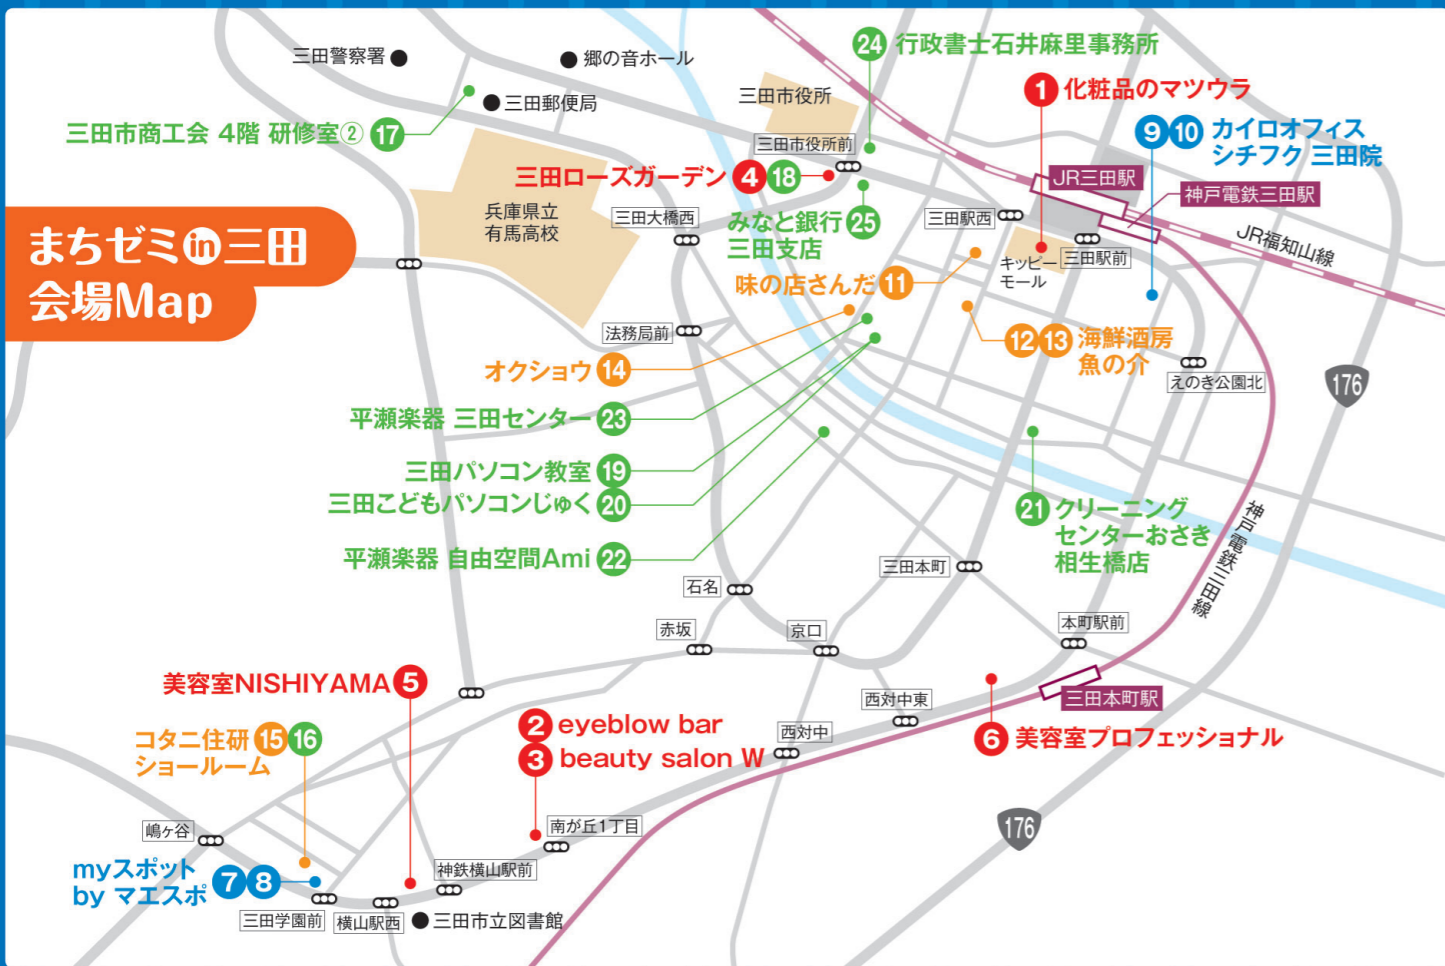 まちゼミin三田
会場Map
三田警察署
郷の音ホール
三田郵便局
三田市商工会 4階 研修室② 17
兵庫県立
有馬高校
三田市役所
三田市役所前
24 行政書士石井麻里事務所
1 化粧品のマツウラ
9 10 カイロオフィス
シチフク 三田院
三田ローズガーデン 4 18
みなと銀行 25
三田支店
三田大橋西
三田駅西
JR三田駅
神戸電鉄三田駅
JR福知山線
キッピー
モール
三田駅前
味の店さんだ 11
12 13 海鮮酒房
魚の介
法務局前
オクショウ 14
えのき公園北
176
平瀬楽器 三田センター 23
三田パソコン教室 19
三田こどもパソコンじゅく 20
平瀬楽器 自由空間Ami 22
21 クリーニング
センターおさき
相生橋店
神戸電鉄三田線
三田本町
石名
赤坂
京口
本町駅前
三田本町駅
西対中東
西対中
6 美容室プロフェッショナル
美容室NISHIYAMA 5
2 eyeblow bar
3 beauty salon W
コタニ住研 15 16
ショールーム
嶋ヶ谷
南が丘1丁目
176
myスポット
by マエスポ 7 8
神鉄横山駅前
三田学園前
横山駅西
三田市立図書館